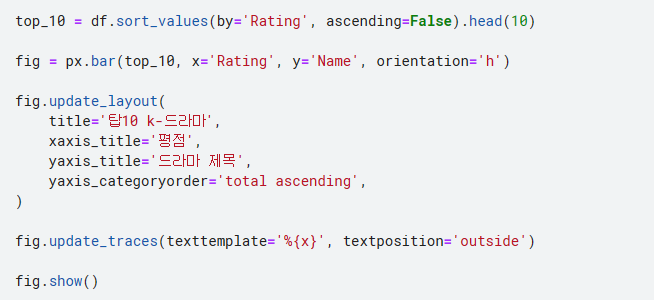 top_10 = df.sort_values(by='Rating', ascending=False).head(10)
fig = px.bar(top_10, x='Rating', y='Name', orientation='h')
fig.update_layout(
    title='탑10 k-드라마',
    xaxis_title='평점',
    yaxis_title='드라마 제목',
    yaxis_categoryorder='total ascending',
)
fig.update_traces(texttemplate='%{x}', textposition='outside')
fig.show()